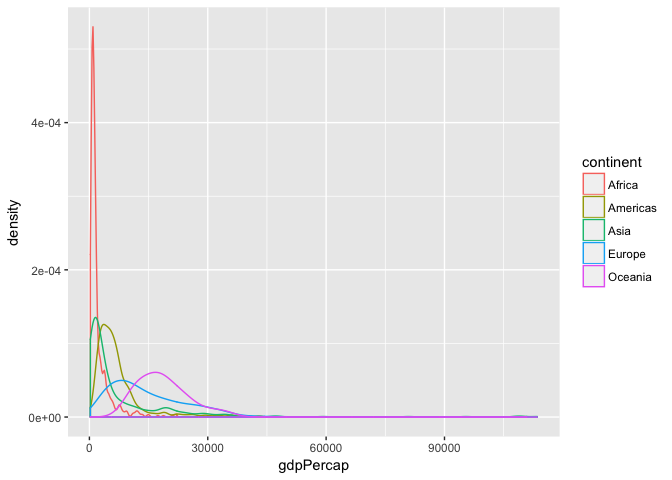 density
4e-04
2e-04
0e+00
0
30000
60000
90000
gdpPercap
continent
Africa
Americas
Asia
Europe
Oceania